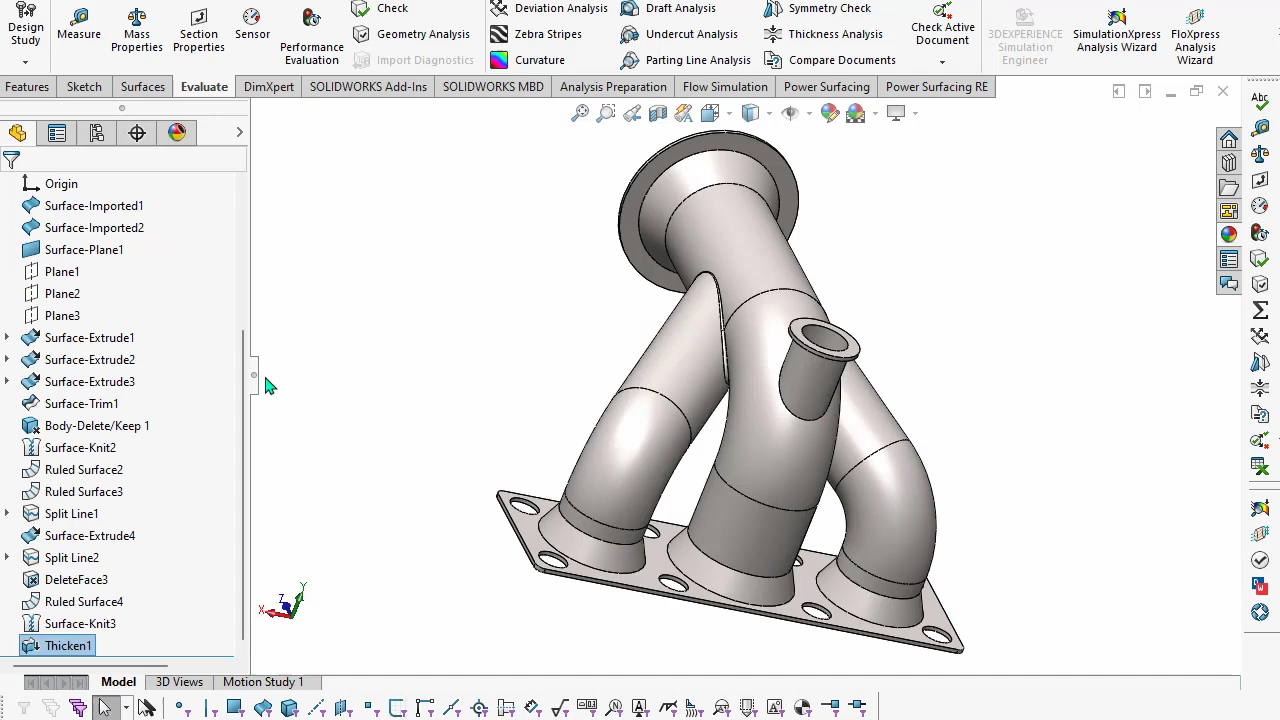 Design Study
Measure
Mass Properties
Section Properties
Sensor
Performance Evaluation
Check
Geometry Analysis
Import Diagnostics
Deviation Analysis
Zebra Stripes
Curvature
Draft Analysis
Undercut Analysis
Parting Line Analysis
Symmetry Check
Thickness Analysis
Compare Documents
Check Active Document
3DEXPERIENCE Simulation Engineer
SimulationXpress Analysis Wizard
FloXpress Analysis Wizard
Features
Sketch
Surfaces
Evaluate
DimXpert
SOLIDWORKS Add-Ins
SOLIDWORKS MBD
Analysis Preparation
Flow Simulation
Power Surfacing
Power Surfacing RE
Origin
Surface-Imported1
Surface-Imported2
Surface-Plane1
Plane1
Plane2
Plane3
Surface-Extrude1
Surface-Extrude2
Surface-Extrude3
Surface-Trim1
Body-Delete/Keep 1
Surface-Knit2
Ruled Surface2
Ruled Surface3
Split Line1
Surface-Extrude4
Split Line2
DeleteFace3
Ruled Surface4
Surface-Knit3
Thicken1
X
Y
Z
Abc
Model
3D Views
Motion Study 1